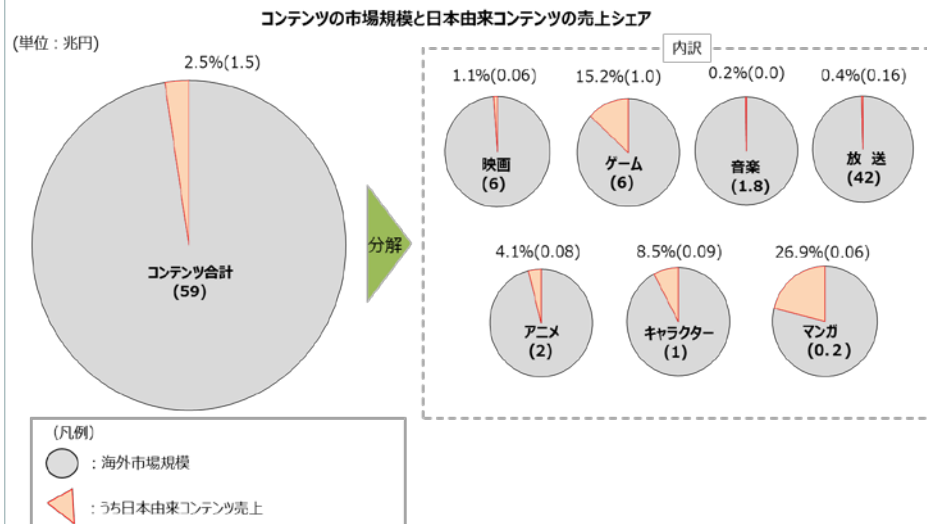 コンテンツの市場規模と日本由来コンテンツの売上シェア
(単位：兆円)
2.5%(1.5)
コンテンツ合計
(59)
分解
内訳
1.1%(0.06)
映画
(6)
15.2%(1.0)
ゲーム
(6)
0.2%(0.0)
音楽
(1.8)
0.4%(0.16)
放 送
(42)
4.1%(0.08)
アニメ
(2)
8.5%(0.09)
キャラクター
(1)
26.9%(0.06)
マンガ
(0.2)
(凡例)
：海外市場規模
：うち日本由来コンテンツ売上